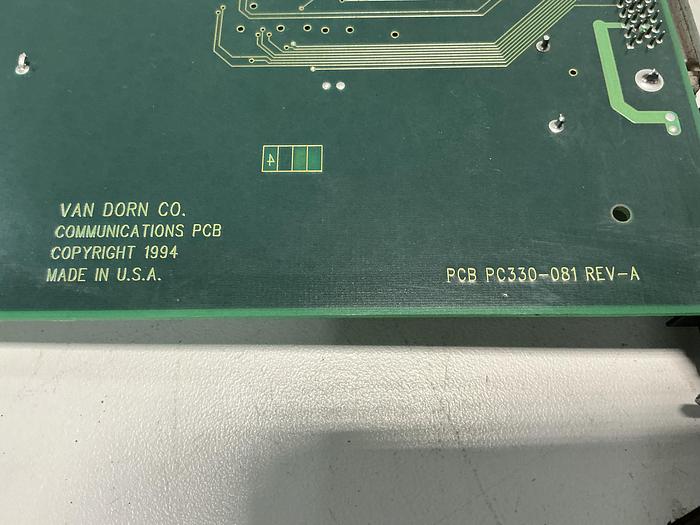 4
VAN DORN CO.
COMMUNICATIONS PCB
COPYRIGHT 1994
MADE IN U.S.A.
PCB PC330-081 REV-A